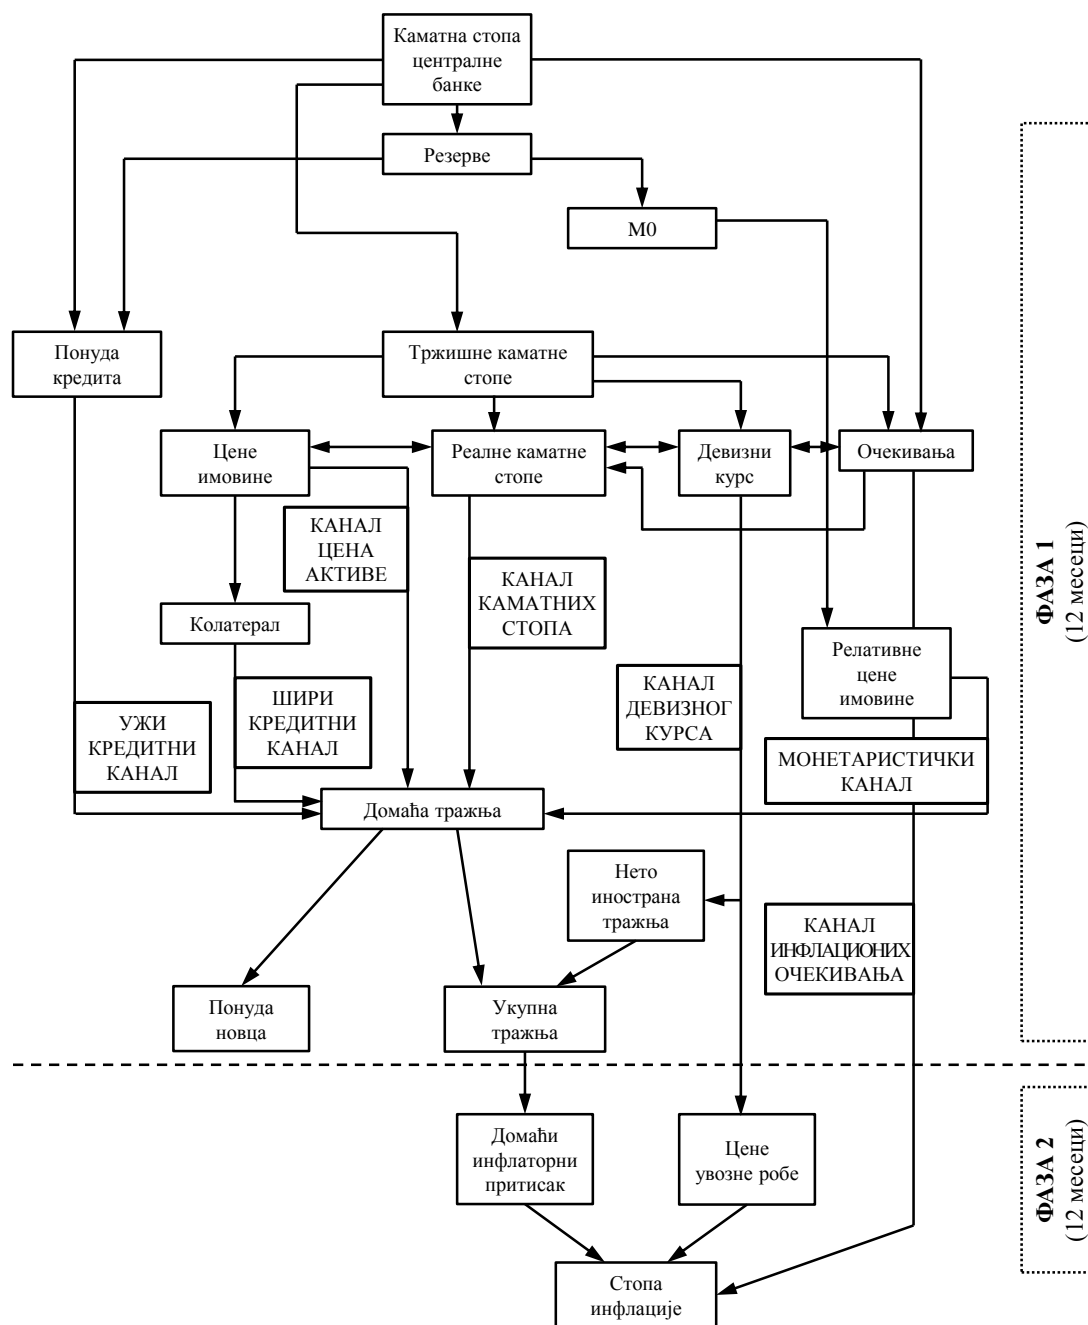 Каматна стопа
централне
банке
Резерве
М0
Понуда
кредита
Тржишне каматне
стопе
Цене
имовине
Реалне каматне
стопе
Девизни
курс
Очекивања
КАНАЛ
ЦЕНА
АКТИВЕ
КАНАЛ
КАМАТНИХ
СТОПА
Колатерал
Релативне
цене
имовине
УЖИ
КРЕДИТНИ
КАНАЛ
ШИРИ
КРЕДИТНИ
КАНАЛ
КАНАЛ
ДЕВИЗНОГ
КУРСА
МОНЕТАРИСТИЧКИ
КАНАЛ
Домаћа тражња
Нето
инострана
тражња
КАНАЛ
ИНФЛАЦИОНИХ
ОЧЕКИВАЊА
Понуда
новца
Укупна
тражња
ФАЗА 1
(12 месеци)
Домаћи
инфлаторни
притисак
Цене
увозне робе
Стопа
инфлације
ФАЗА 2
(12 месеци)